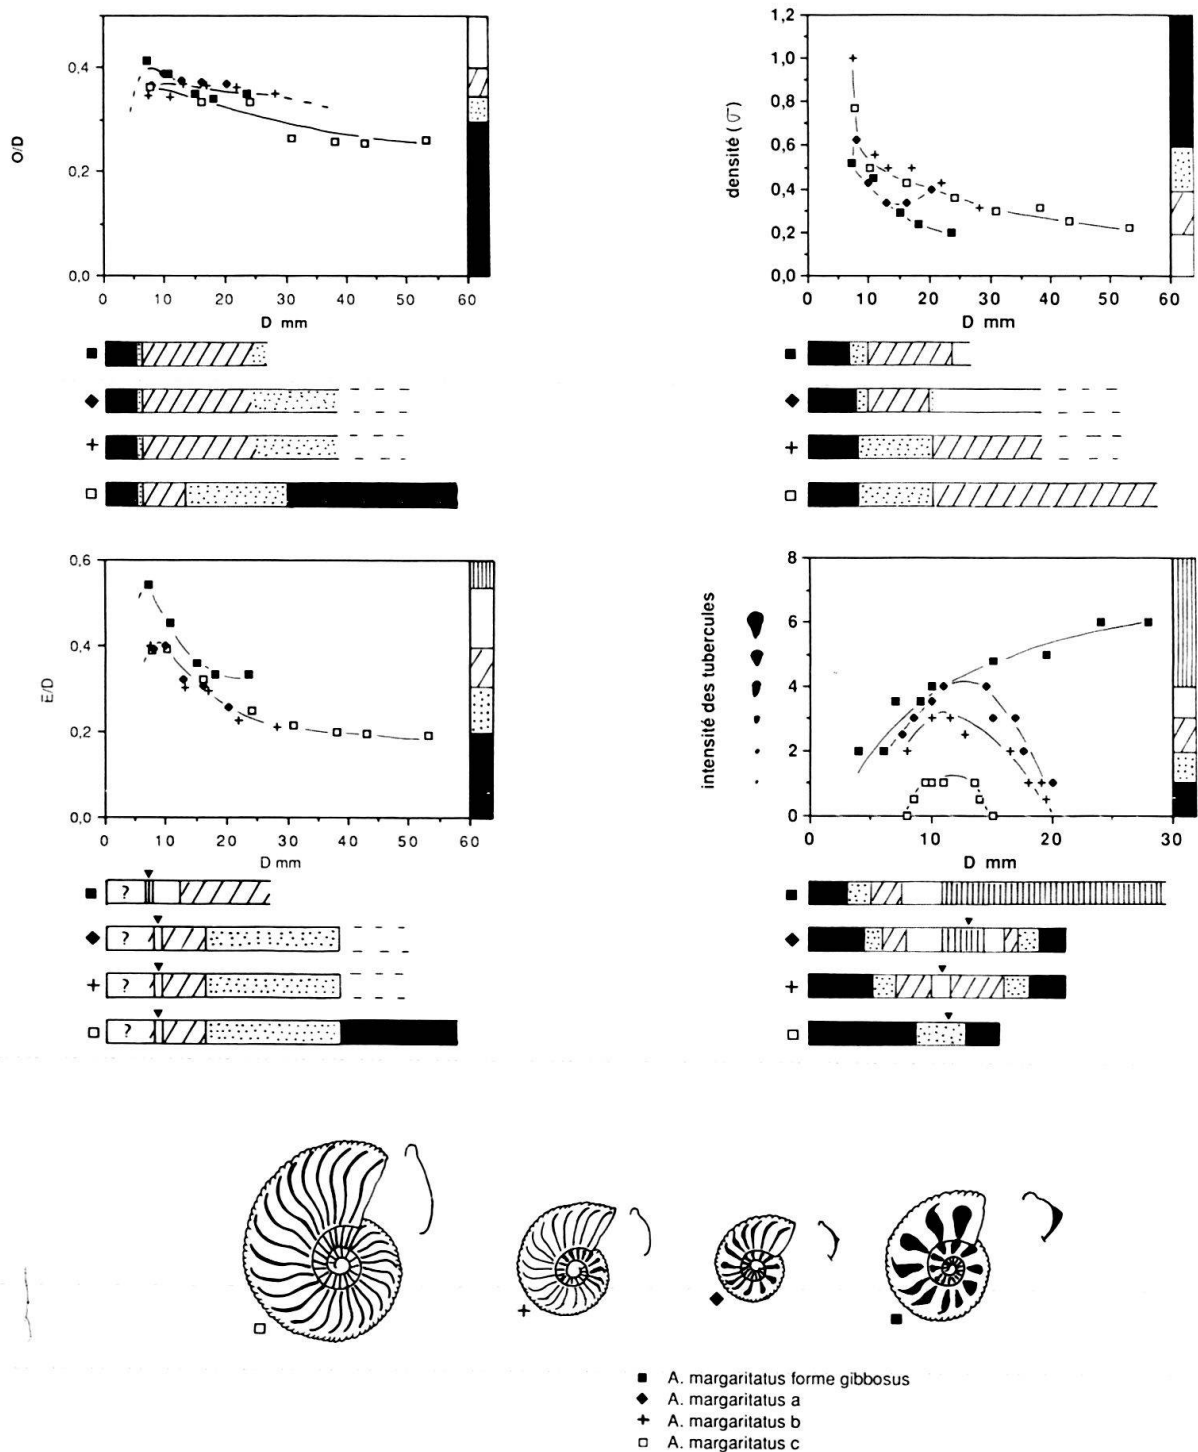 0,4
0,2
0,0
O/D
0 10 20 30 40 50 60
D mm
1,2
1,0
0,8
0,6
0,4
0,2
0,0
densité (σ)
0 10 20 30 40 50 60
D mm
0,6
0,4
0,2
0,0
E/D
0 10 20 30 40 50 60
D mm
?
?
?
?
8
6
4
2
0
intensité des tubercules
0 10 20 30
D mm
A. margaritatus forme gibbosus
A. margaritatus a
A. margaritatus b
A. margaritatus c